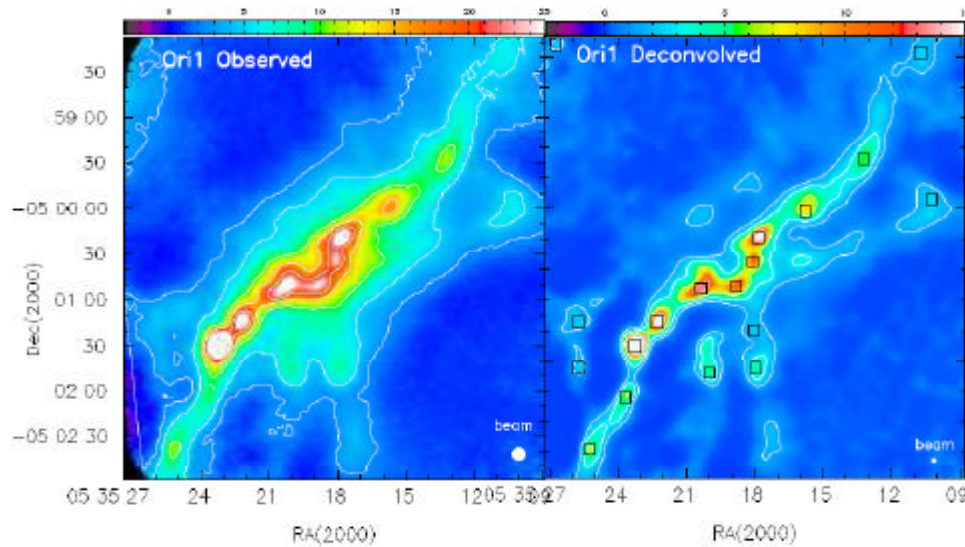 0 5 10 15 20 25 0 10
Ori1 Observed Ori1 Deconvolved
30
59 00
30
-05 00 00
30
01 00
30
02 00
-05 02 30
Dec(2000)
beam beam
05 35 27 24 21 18 15 12 27 24 21 18 15 12 09
RA(2000) RA(2000)